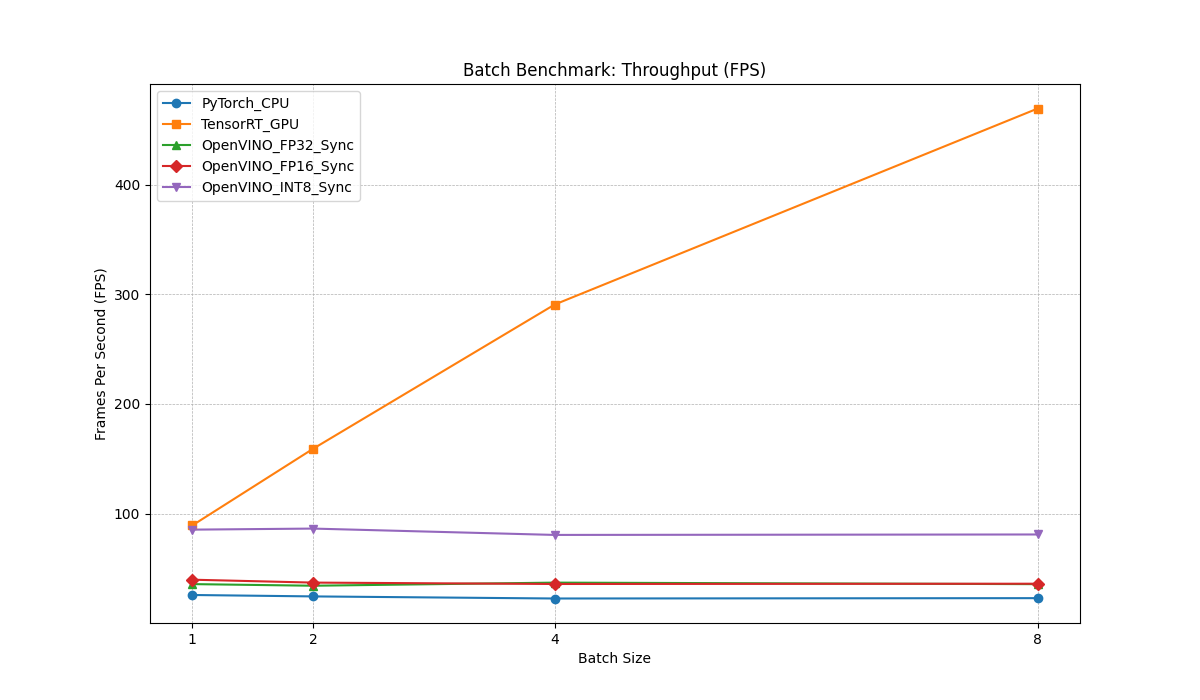 Batch Benchmark: Throughput (FPS)
PyTorch_CPU
TensorRT_GPU
OpenVINO_FP32_Sync
OpenVINO_FP16_Sync
OpenVINO_INT8_Sync
400
300
200
100
Frames Per Second (FPS)
1 2 4 8
Batch Size